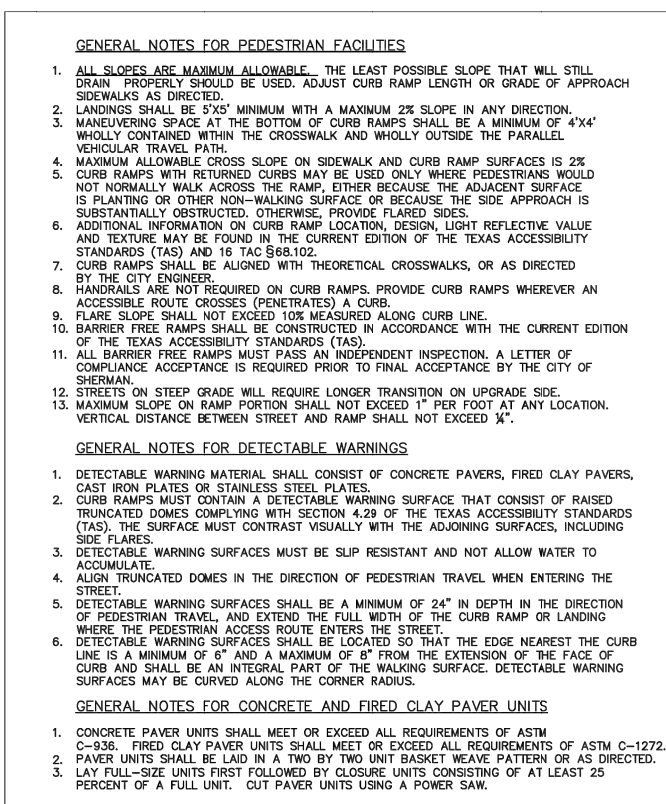 GENERAL NOTES FOR PEDESTRIAN FACILITIES
1. ALL SLOPES ARE MAXIMUM ALLOWABLE. THE LEAST POSSIBLE SLOPE THAT WILL STILL
DRAIN PROPERLY SHOULD BE USED. ADJUST CURB RAMP LENGTH OR GRADE OF APPROACH
SIDEWALKS AS DIRECTED.
2. LANDINGS SHALL BE 5'X5' MINIMUM WITH A MAXIMUM 2% SLOPE IN ANY DIRECTION.
3. MANEUVERING SPACE AT THE BOTTOM OF CURB RAMPS SHALL BE A MINIMUM OF 4'X4'
WHOLLY CONTAINED WITHIN THE CROSSWALK AND WHOLLY OUTSIDE THE PARALLEL
VEHICULAR TRAVEL PATH.
4. MAXIMUM ALLOWABLE CROSS SLOPE ON SIDEWALK AND CURB RAMP SURFACES IS 2%
5. CURB RAMPS WITH RETURNED CURBS MAY BE USED ONLY WHERE PEDESTRIANS WOULD
NOT NORMALLY WALK ACROSS THE RAMP, EITHER BECAUSE THE ADJACENT SURFACE
IS PLANTING OR OTHER NON-WALKING SURFACE OR BECAUSE THE SIDE APPROACH IS
SUBSTANTIALLY OBSTRUCTED. OTHERWISE, PROVIDE FLARED SIDES.
6. ADDITIONAL INFORMATION ON CURB RAMP LOCATION, DESIGN, LIGHT REFLECTIVE VALUE
AND TEXTURE MAY BE FOUND IN THE CURRENT EDITION OF THE TEXAS ACCESSIBILITY
STANDARDS (TAS) AND 16 TAC §68.102.
7. CURB RAMPS SHALL BE ALIGNED WITH THEORETICAL CROSSWALKS, OR AS DIRECTED
BY THE CITY ENGINEER.
8. HANDRAILS ARE NOT REQUIRED ON CURB RAMPS. PROVIDE CURB RAMPS WHEREVER AN
ACCESSIBLE ROUTE CROSSES (PENETRATES) A CURB.
9. FLARE SLOPE SHALL NOT EXCEED 10% MEASURED ALONG CURB LINE.
10. BARRIER FREE RAMPS SHALL BE CONSTRUCTED IN ACCORDANCE WITH THE CURRENT EDITION
OF THE TEXAS ACCESSIBILITY STANDARDS (TAS).
11. ALL BARRIER FREE RAMPS MUST PASS AN INDEPENDENT INSPECTION. A LETTER OF
COMPLIANCE ACCEPTANCE IS REQUIRED PRIOR TO FINAL ACCEPTANCE BY THE CITY OF
SHERMAN.
12. STREETS ON STEEP GRADE WILL REQUIRE LONGER TRANSITION ON UPGRADE SIDE.
13. MAXIMUM SLOPE ON RAMP PORTION SHALL NOT EXCEED 1" PER FOOT AT ANY LOCATION.
VERTICAL DISTANCE BETWEEN STREET AND RAMP SHALL NOT EXCEED ¼".
GENERAL NOTES FOR DETECTABLE WARNINGS
1. DETECTABLE WARNING MATERIAL SHALL CONSIST OF CONCRETE PAVERS, FIRED CLAY PAVERS,
CAST IRON PLATES OR STAINLESS STEEL PLATES.
2. CURB RAMPS MUST CONTAIN A DETECTABLE WARNING SURFACE THAT CONSIST OF RAISED
TRUNCATED DOMES COMPLYING WITH SECTION 4.29 OF THE TEXAS ACCESSIBILITY STANDARDS
(TAS). THE SURFACE MUST CONTRAST VISUALLY WITH THE ADJOINING SURFACES, INCLUDING
SIDE FLARES.
3. DETECTABLE WARNING SURFACES MUST BE SLIP RESISTANT AND NOT ALLOW WATER TO
ACCUMULATE.
4. ALIGN TRUNCATED DOMES IN THE DIRECTION OF PEDESTRIAN TRAVEL WHEN ENTERING THE
STREET.
5. DETECTABLE WARNING SURFACES SHALL BE A MINIMUM OF 24" IN DEPTH IN THE DIRECTION
OF PEDESTRIAN TRAVEL, AND EXTEND THE FULL WIDTH OF THE CURB RAMP OR LANDING
WHERE THE PEDESTRIAN ACCESS ROUTE ENTERS THE STREET.
6. DETECTABLE WARNING SURFACES SHALL BE LOCATED SO THAT THE EDGE NEAREST THE CURB
LINE IS A MINIMUM OF 6" AND A MAXIMUM OF 8" FROM THE EXTENSION OF THE FACE OF
CURB AND SHALL BE AN INTEGRAL PART OF THE WALKING SURFACE. DETECTABLE WARNING
SURFACES MAY BE CURVED ALONG THE CORNER RADIUS.
GENERAL NOTES FOR CONCRETE AND FIRED CLAY PAVER UNITS
1. CONCRETE PAVER UNITS SHALL MEET OR EXCEED ALL REQUIREMENTS OF ASTM
C-936. FIRED CLAY PAVER UNITS SHALL MEET OR EXCEED ALL REQUIREMENTS OF ASTM C-1272.
2. PAVER UNITS SHALL BE LAID IN A TWO BY TWO UNIT BASKET WEAVE PATTERN OR AS DIRECTED.
3. LAY FULL-SIZE UNITS FIRST FOLLOWED BY CLOSURE UNITS CONSISTING OF AT LEAST 25
PERCENT OF A FULL UNIT. CUT PAVER UNITS USING A POWER SAW.